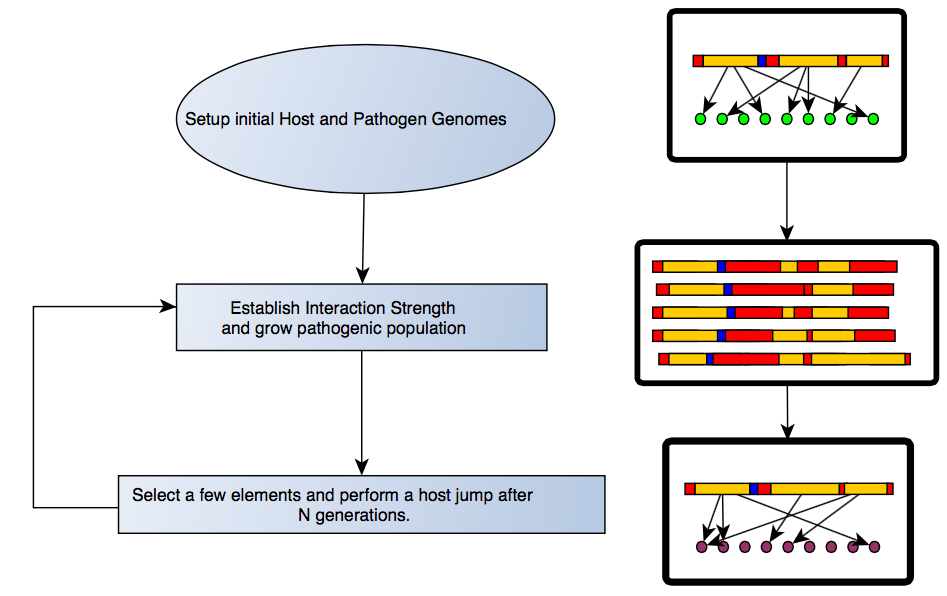 Setup initial Host and Pathogen Genomes
Establish Interaction Strength
and grow pathogenic population
Select a few elements and perform a host jump after
N generations.